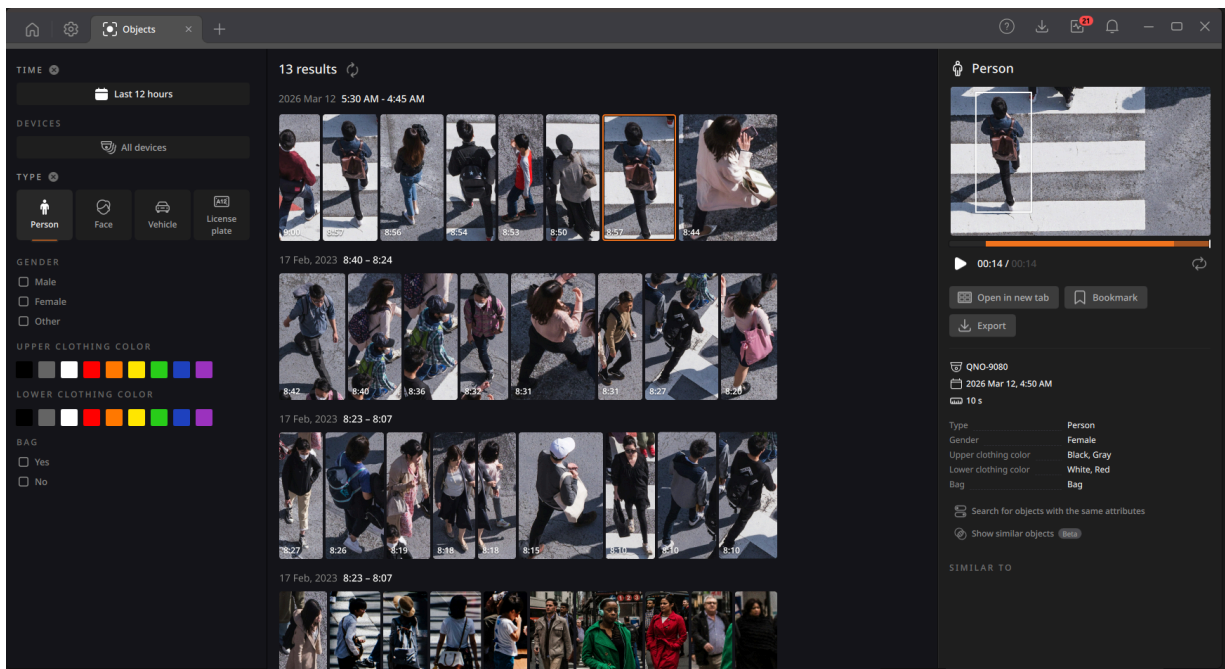 Objects
21
TIME
Last 12 hours
DEVICES
All devices
TYPE
Person
Face
Vehicle
A12
License
plate
GENDER
Male
Female
Other
UPPER CLOTHING COLOR
LOWER CLOTHING COLOR
BAG
Yes
No
13 results
2026 Mar 12 5:30 AM - 4:45 AM
9:00 8:57 8:56 8:54 8:53 8:50 8:57 8:44
17 Feb, 2023 8:40 – 8:24
8:42 8:40 8:36 8:32 8:31 8:31 8:27 8:20
17 Feb, 2023 8:23 – 8:07
8:27 8:26 8:19 8:18 8:18 8:15 8:10 8:10 8:10
17 Feb, 2023 8:23 – 8:07
Person
00:14 / 00:14
Open in new tab
Bookmark
Export
QNO-9080
2026 Mar 12, 4:50 AM
10 s
Type Person
Gender Female
Upper clothing color Black, Gray
Lower clothing color White, Red
Bag Bag
Search for objects with the same attributes
Show similar objects Beta
SIMILAR TO